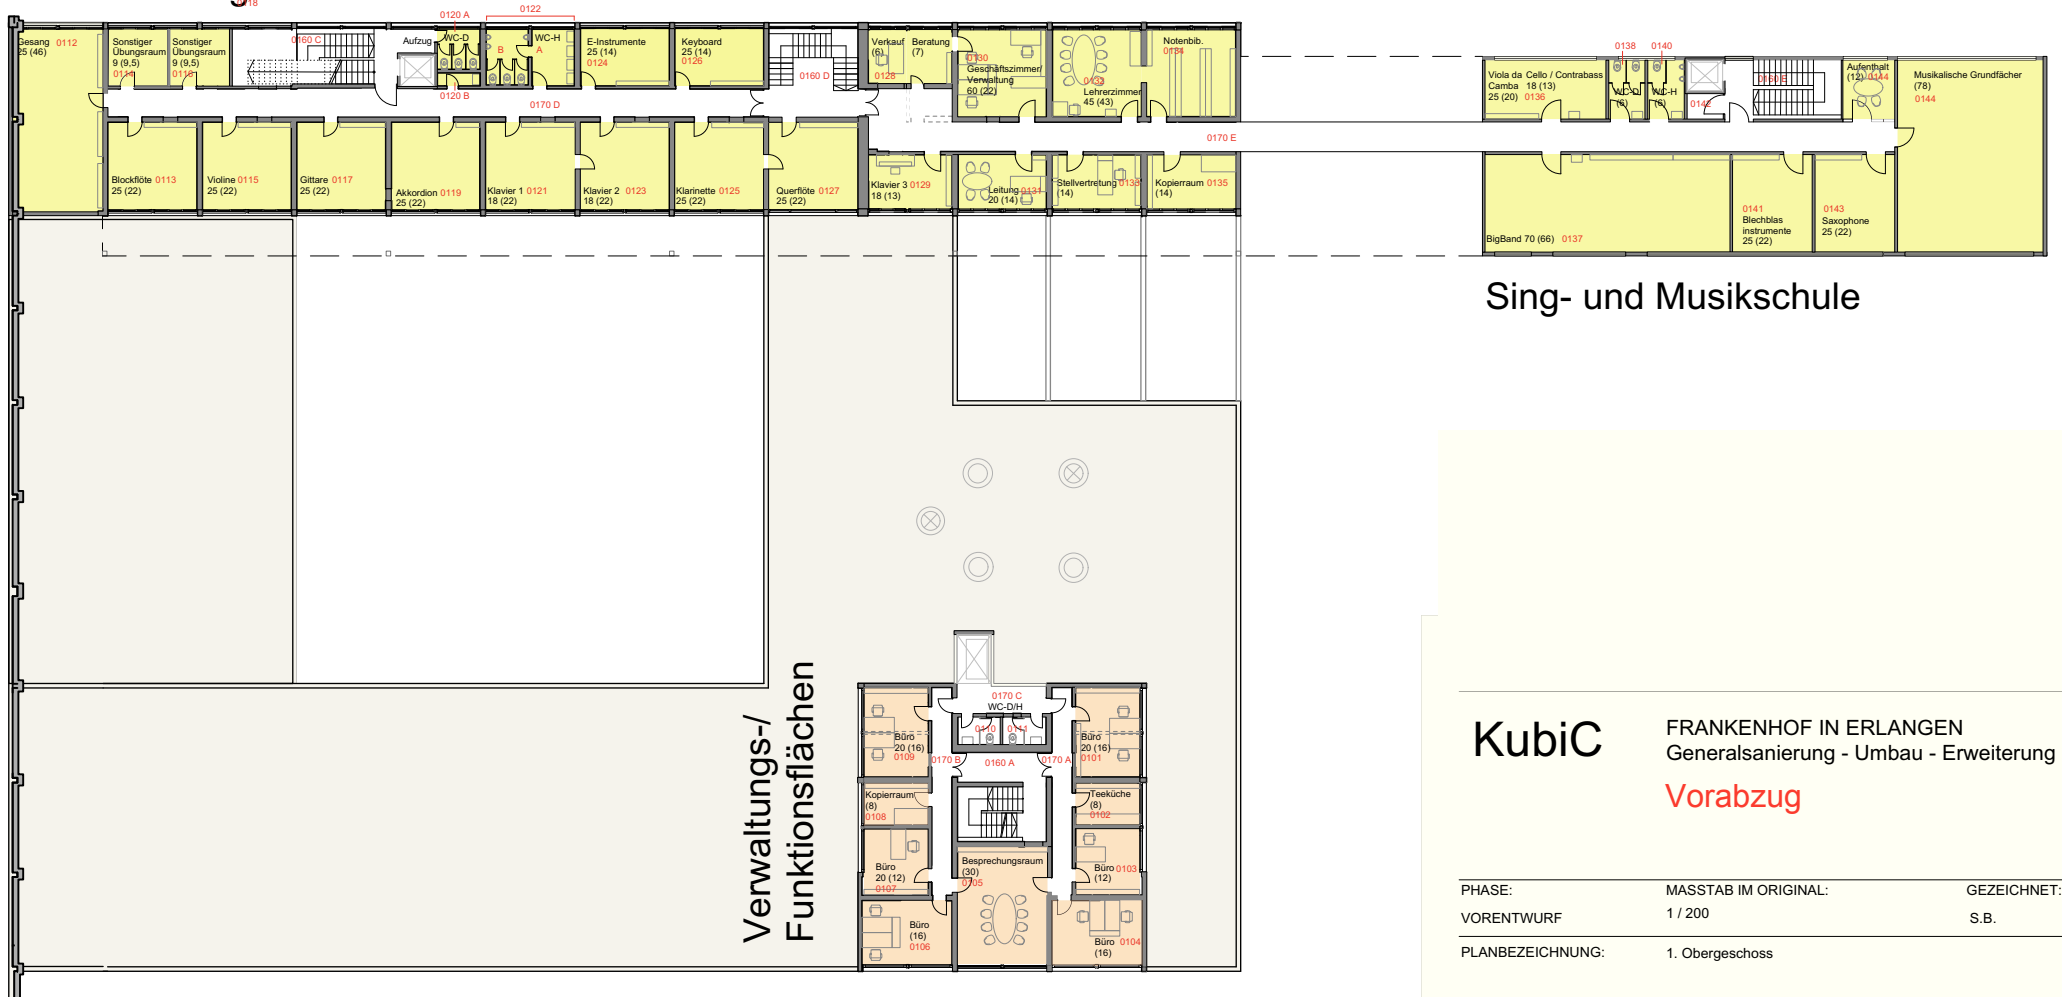 g
0118
0120 A
0122
Gesang 0112
25 (46)
Sonstiger
Übungsraum
9 (9,5)
0114
Sonstiger
Übungsraum
9 (9,5)
0116
0160 C
Aufzug
WC-D
B
A
WC-H
0120 B
E-Instrumente
25 (14)
0124
Keyboard
25 (14)
0126
0160 D
Verkauf
(6)
0128
Beratung
(7)
0130
Geschäftszimmer/
Verwaltung
60 (22)
0132
Lehrerzimmer
45 (43)
Notenbib.
0134
0170 D
0170 E
Blockflöte 0113
25 (22)
Violine 0115
25 (22)
Gittare 0117
25 (22)
Akkordion 0119
25 (22)
Klavier 1 0121
18 (22)
Klavier 2 0123
18 (22)
Klarinette 0125
25 (22)
Querflöte 0127
25 (22)
Klavier 3 0129
18 (13)
Leitung 0131
20 (14)
Stellvertretung 0133
(14)
Kopierraum 0135
(14)
0138
0140
Viola da
Camba
25 (20)
Cello / Contrabass
18 (13)
0136
WC-D
(6)
WC-H
(6)
0142
0160 E
Aufenthalt
(12) 0144
Musikalische Grundfächer
(78)
0144
BigBand 70 (66) 0137
0141
Blechblas
instrumente
25 (22)
0143
Saxophone
25 (22)
Sing- und Musikschule
Verwaltungs-/
Funktionsflächen
0170 C
WC-D/H
0110
0111
Büro
20 (16)
0109
0170 B
0160 A
0170 A
Büro
20 (16)
0101
Kopierraum
(8)
0108
Teeküche
(8)
0102
Büro
20 (12)
0107
Besprechungsraum
(30)
0105
Büro 0103
(12)
Büro
(16)
0106
Büro 0104
(16)
KubiC
FRANKENHOF IN ERLANGEN
Generalsanierung - Umbau - Erweiterung
Vorabzug
PHASE:
MASSTAB IM ORIGINAL:
GEZEICHNET:
VORENTWURF
1 / 200
S.B.
PLANBEZEICHNUNG:
1. Obergeschoss